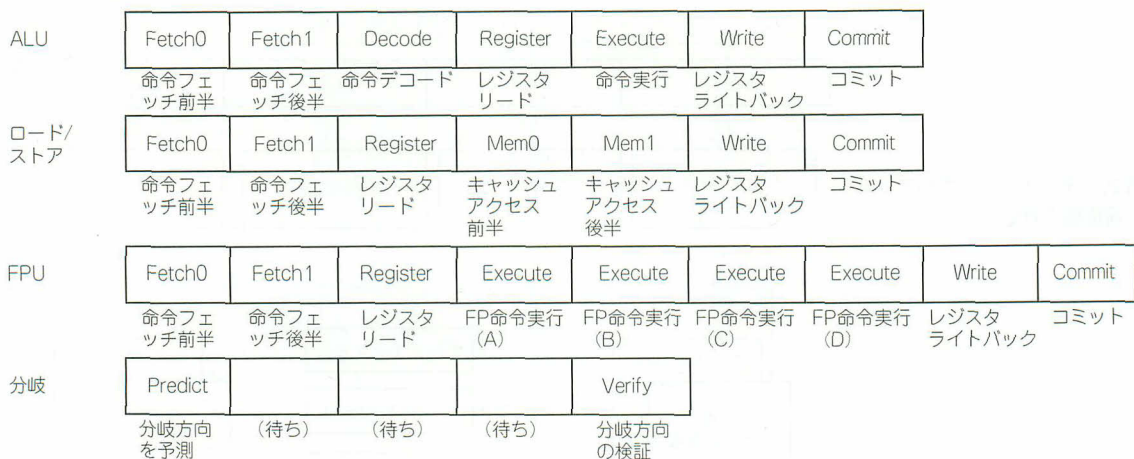 ALU
Fetch0 Fetch1 Decode Register Execute Write Commit
命令フェ 命令フェ 命令デコード レジスタ 命令実行 レジスタ コミット
ッチ前半 ッチ後半 リード ライトバック
ロード/
ストア
Fetch0 Fetch1 Register Mem0 Mem1 Write Commit
命令フェ 命令フェ レジスタ キャッシュ キャッシュ レジスタ コミット
ッチ前半 ッチ後半 リード アクセス アクセス ライトバック
前半 後半
FPU
Fetch0 Fetch1 Register Execute Execute Execute Execute Write Commit
命令フェ 命令フェ レジスタ FP命令実行 FP命令実行 FP命令実行 FP命令実行 レジスタ コミット
ッチ前半 ッチ後半 リード (A) (B) (C) (D) ライトバック
分岐
Predict Verify
分岐方向 (待ち) (待ち) (待ち) 分岐方向
を予測 の検証